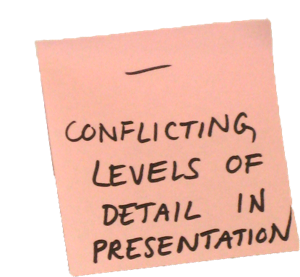 —
CONFLICTING
LEVELS OF
DETAIL IN
PRESENTATION